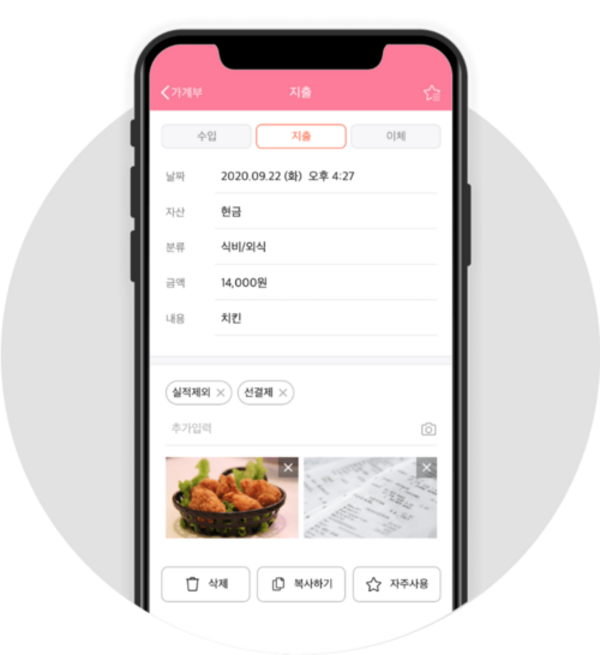 가계부 지출
수입 지출 이체
날짜 2020.09.22 (화) 오후 4:27
자산 현금
분류 식비/외식
금액 14,000원
내용 치킨
실적제외 선결제
추가입력
삭제 복사하기 자주사용